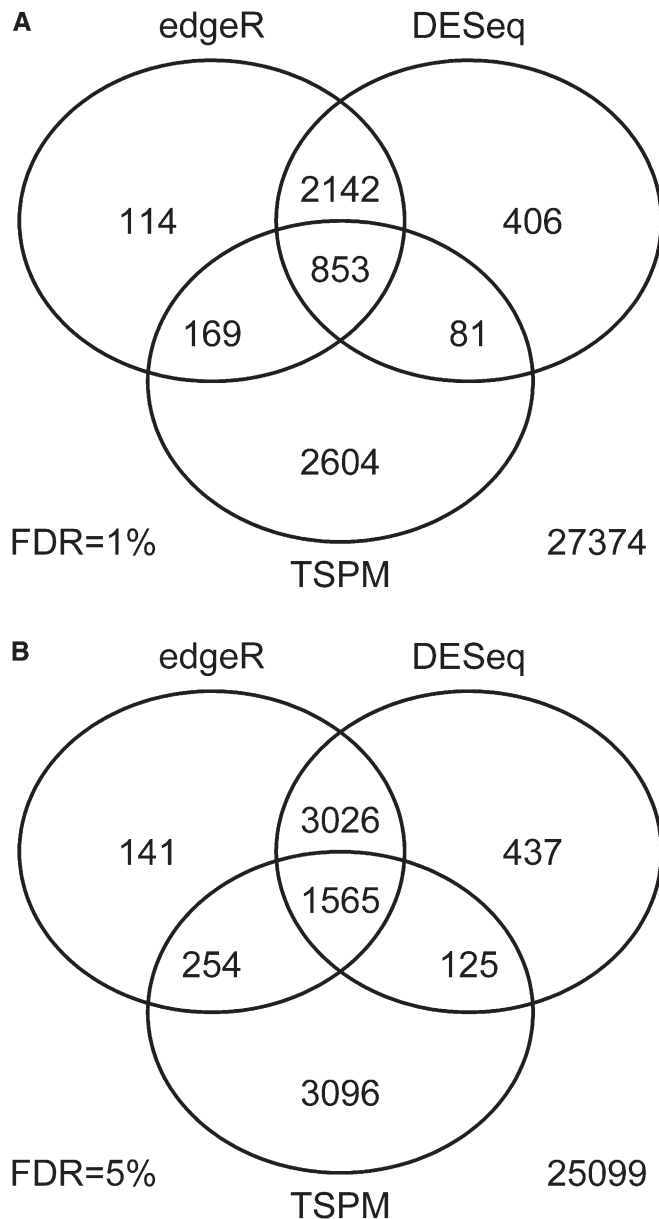 A
edgeR DESeq
2142
114 406
853
169 81
2604
FDR=1% 27374
TSPM
B
edgeR DESeq
3026
141 437
1565
254 125
3096
FDR=5% 25099
TSPM